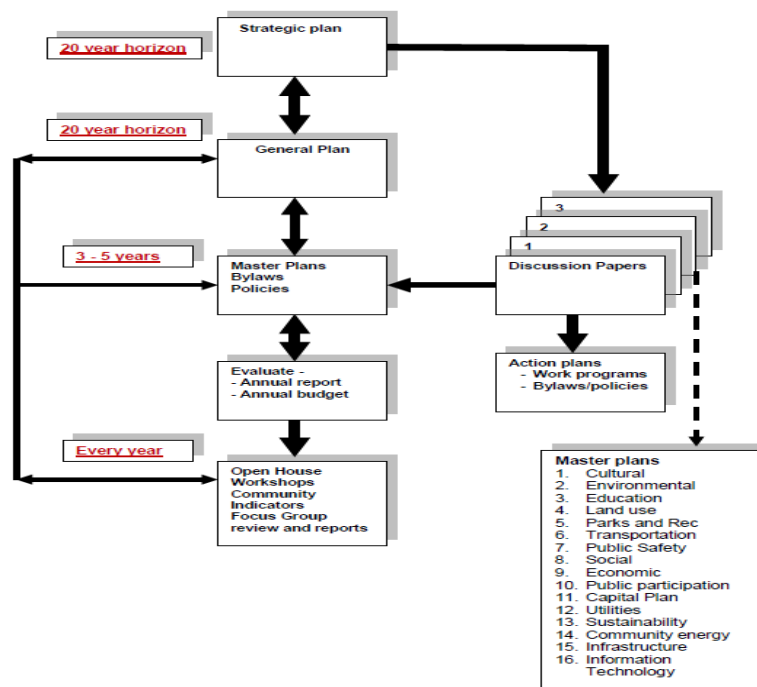 Strategic plan
20 year horizon
20 year horizon
General Plan
3
2
1
3 - 5 years
Master Plans
Bylaws
Policies
Discussion Papers
Evaluate -
- Annual report
- Annual budget
Action plans
- Work programs
- Bylaws/policies
Every year
Open House
Workshops
Community
Indicators
Focus Group
review and reports
Master plans
1. Cultural
2. Environmental
3. Education
4. Land use
5. Parks and Rec
6. Transportation
7. Public Safety
8. Social
9. Economic
10. Public participation
11. Capital Plan
12. Utilities
13. Sustainability
14. Community energy
15. Infrastructure
16. Information
Technology